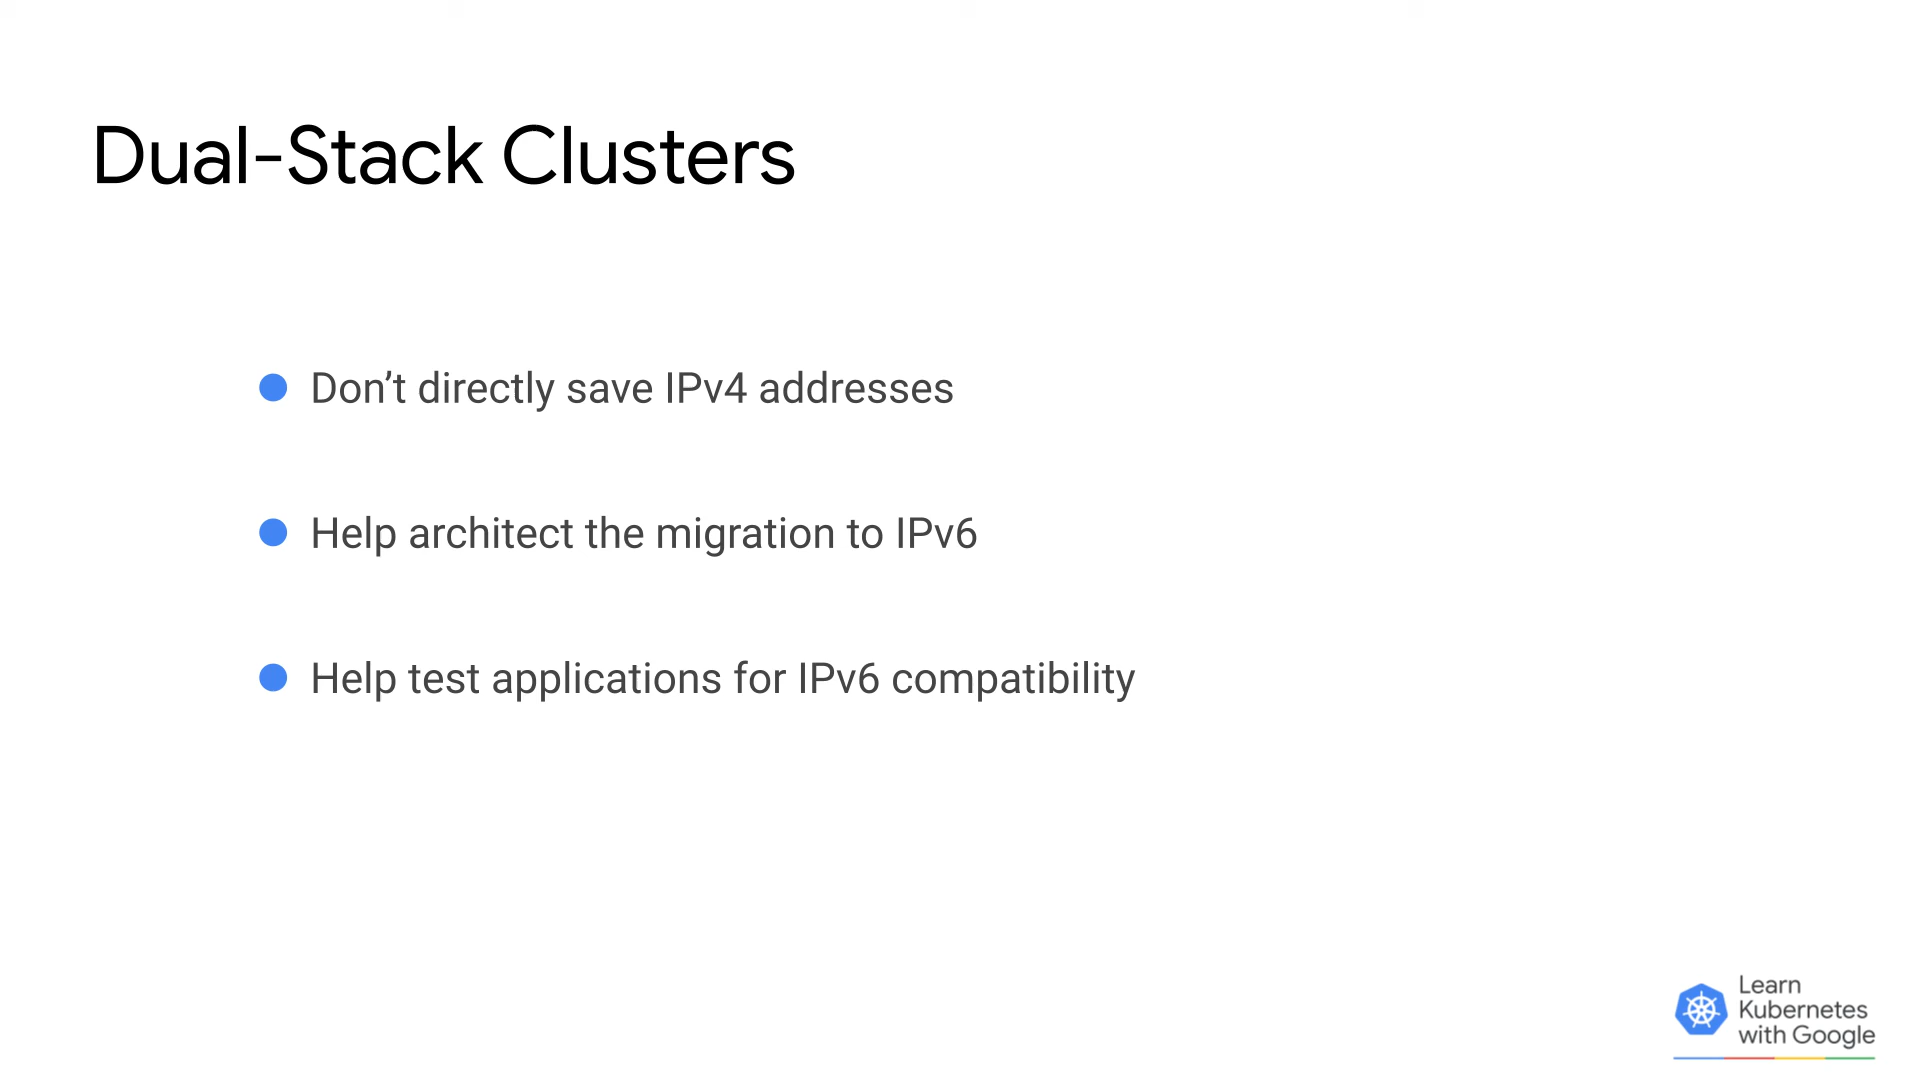 Dual-Stack Clusters
Don’t directly save IPv4 addresses
Help architect the migration to IPv6
Help test applications for IPv6 compatibility
Learn
Kubernetes
with Google